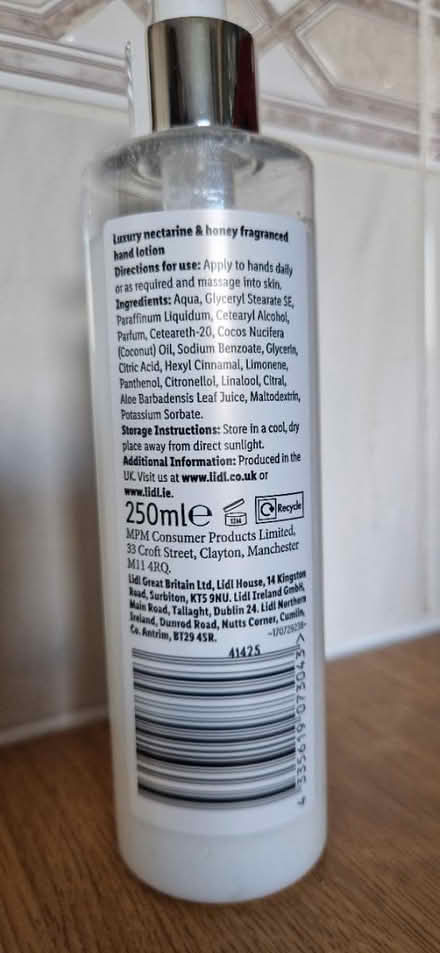 Luxury nectarine & honey fragranced
hand lotion
Directions for use: Apply to hands daily
or as required and massage into skin.
Ingredients: Aqua, Glyceryl Stearate SE,
Paraffinum Liquidum, Cetearyl Alcohol,
Parfum, Ceteareth-20, Cocos Nucifera
(Coconut) Oil, Sodium Benzoate, Glycerin,
Citric Acid, Hexyl Cinnamal, Limonene,
Panthenol, Citronellol, Linalool, Citral,
Aloe Barbadensis Leaf Juice, Maltodextrin,
Potassium Sorbate.
Storage Instructions: Store in a cool, dry
place away from direct sunlight.
Additional Information: Produced in the
UK. Visit us at www.lidl.co.uk or
www.lidl.ie.
250ml℮ 12M Recycle
MPM Consumer Products Limited,
33 Croft Street, Clayton, Manchester
M11 4RQ.
Lidl Great Britain Ltd, Lidl House, 14 Kingston
Road, Surbiton, KT5 9NU. Lidl Ireland GmbH,
Main Road, Tallaght, Dublin 24. Lidl Northern
Ireland, Dunrod Road, Nutts Corner, Crumlin,
Co. Antrim, BT29 4SR.
-170729238-
41425
4 335619 073043 >